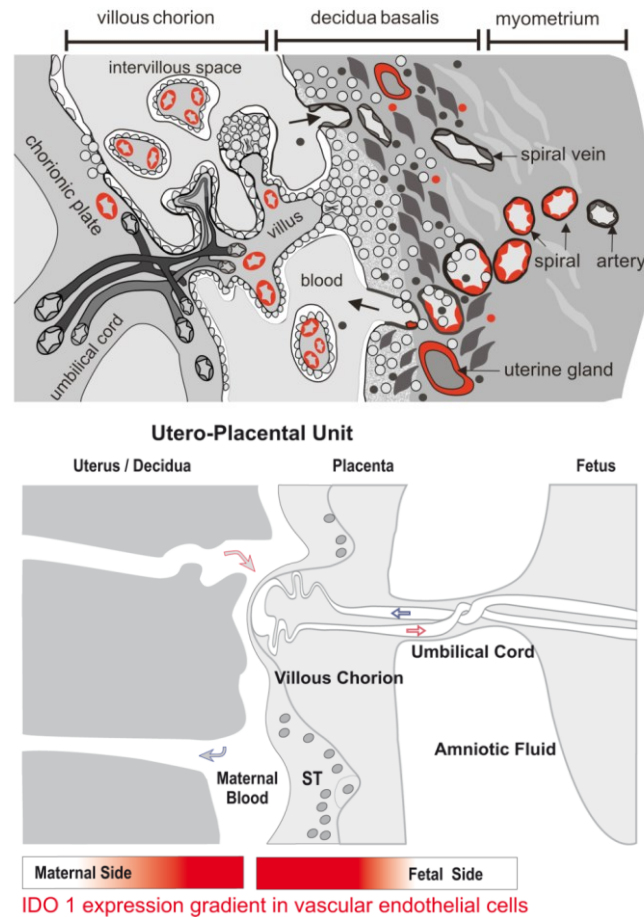 villous chorion decidua basalis myometrium
intervillous space
chorionic plate
spiral vein
villus
blood
spiral artery
umbilical cord
uterine gland
Utero-Placental Unit
Uterus / Decidua Placenta Fetus
Umbilical Cord
Villous Chorion
Amniotic Fluid
Maternal
Blood
ST
Maternal Side Fetal Side
IDO 1 expression gradient in vascular endothelial cells